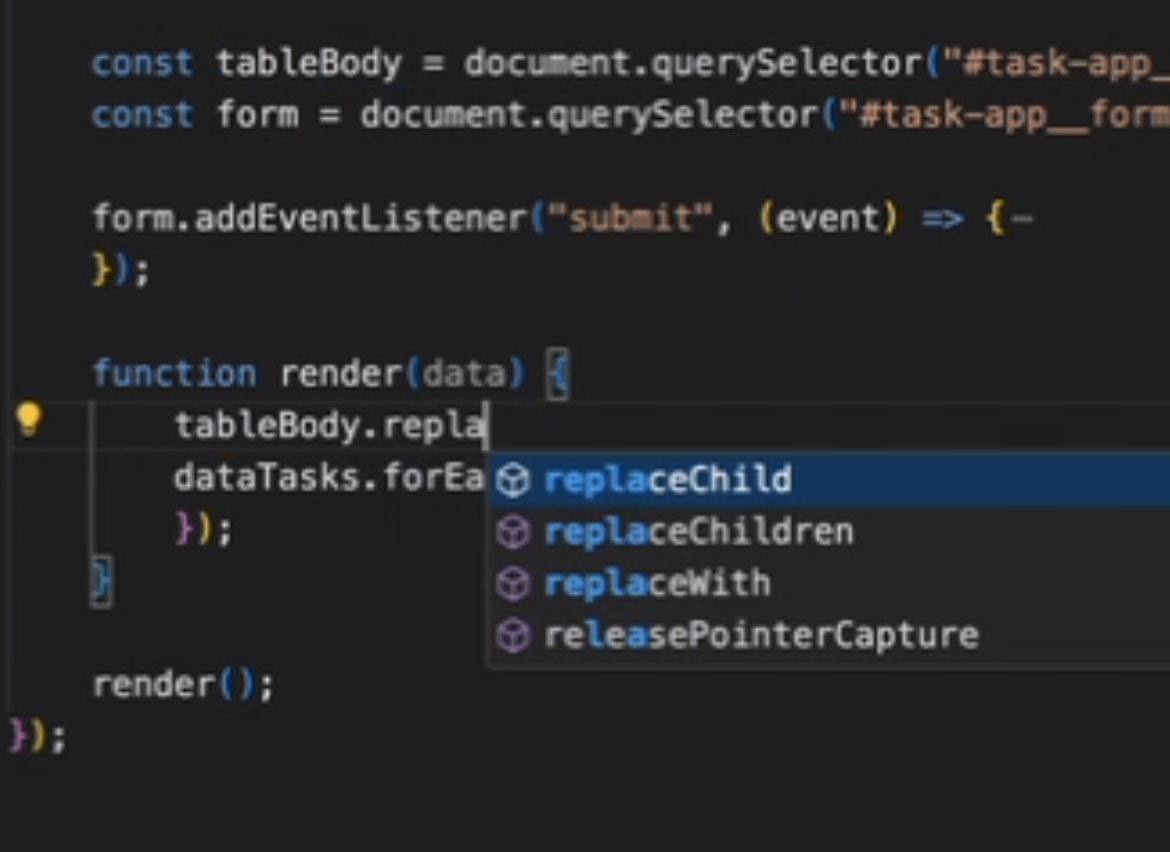 const tableBody = document.querySelector("#task-app_
const form = document.querySelector("#task-app__form
form.addEventListener("submit", (event) => {
});
function render(data) {
tableBody.repla
dataTasks.forEa
replaceChild
replaceChildren
replaceWith
releasePointerCapture
});
}
render();
});